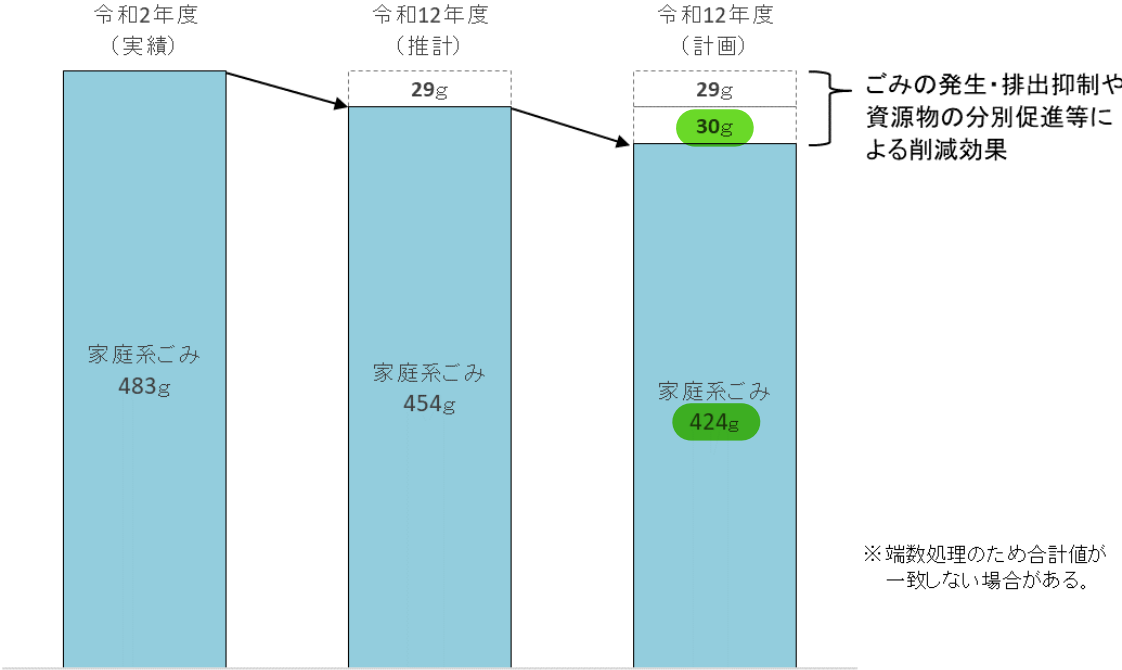 令和2年度
（実績）
令和12年度
（推計）
令和12年度
（計画）
29g
29g
30g
ごみの発生・排出抑制や
資源物の分別促進等に
よる削減効果
家庭系ごみ
483g
家庭系ごみ
454g
家庭系ごみ
424g
※端数処理のため合計値が
一致しない場合がある。